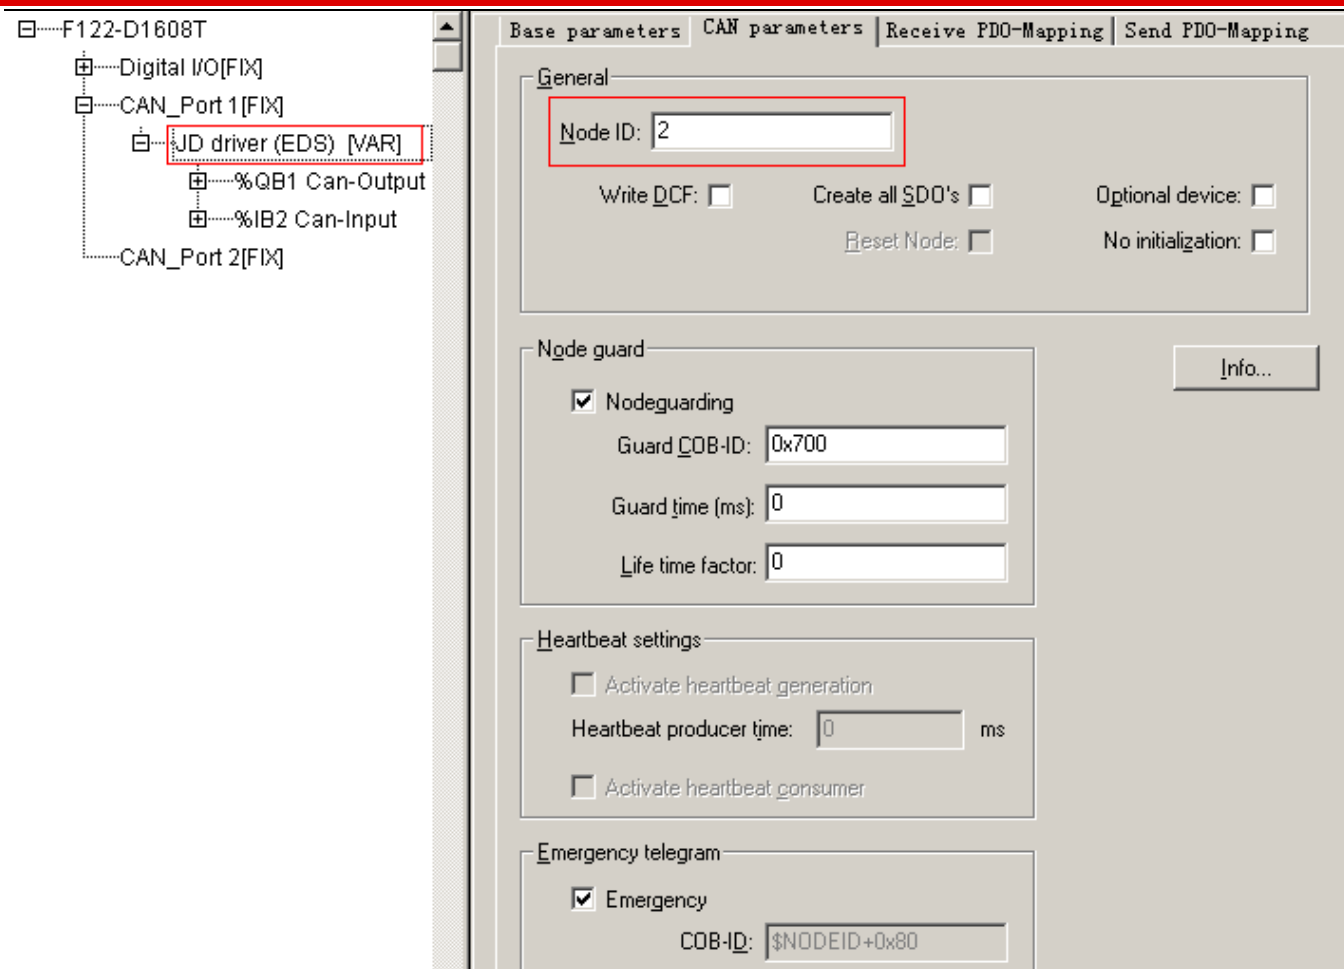 F122-D1608T
Digital I/O[FIX]
CAN_Port 1[FIX]
JD driver (EDS) [VAR]
%QB1 Can-Output
%IB2 Can-Input
CAN_Port 2[FIX]
Base parameters CAN parameters Receive PDO-Mapping Send PDO-Mapping
General
Node ID: 2
Write DCF: Create all SDO's Optional device:
Reset Node: No initialization:
Node guard
Info...
Nodeguarding
Guard COB-ID: 0x700
Guard time (ms): 0
Life time factor: 0
Heartbeat settings
Activate heartbeat generation
Heartbeat producer time: 0 ms
Activate heartbeat consumer
Emergency telegram
Emergency
COB-ID: $NODEID+0x80